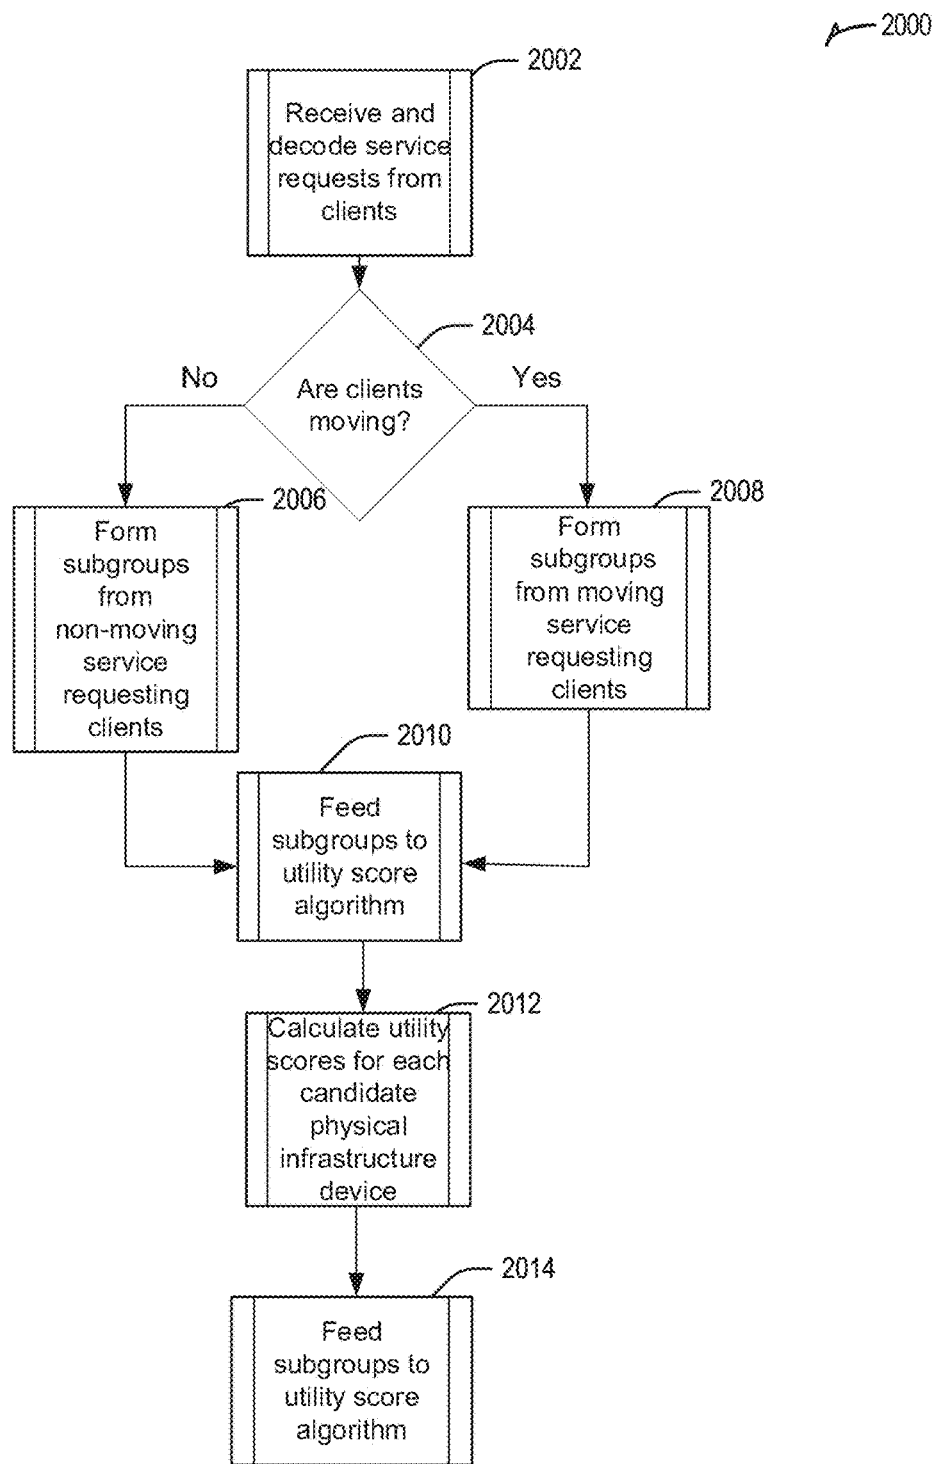 2000
2002
Receive and
decode service
requests from
clients
2004
Are clients
moving?
No
Yes
2006
Form
subgroups
from
non-moving
service
requesting
clients
2008
Form
subgroups
from moving
service
requesting
clients
2010
Feed
subgroups to
utility score
algorithm
2012
Calculate utility
scores for each
candidate
physical
infrastructure
device
2014
Feed
subgroups to
utility score
algorithm